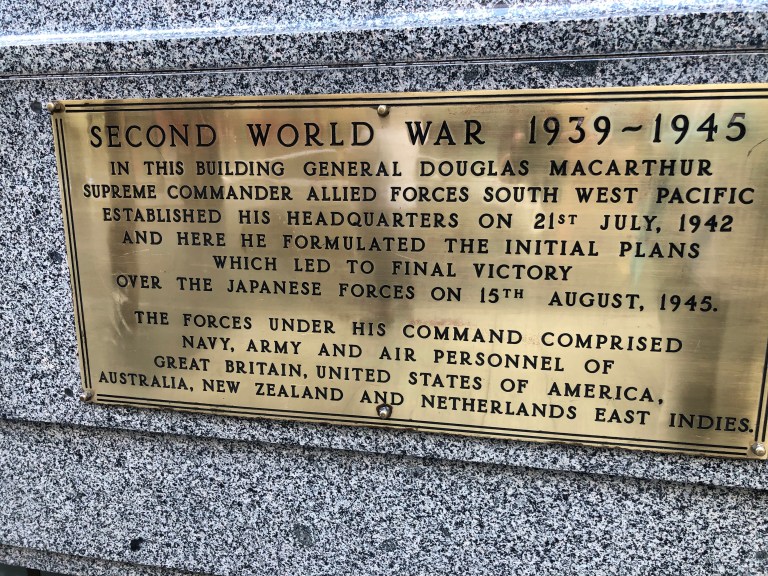 SECOND WORLD WAR 1939~1945
IN THIS BUILDING GENERAL DOUGLAS MACARTHUR
SUPREME COMMANDER ALLIED FORCES SOUTH WEST PACIFIC
ESTABLISHED HIS HEADQUARTERS ON 21ST JULY, 1942
AND HERE HE FORMULATED THE INITIAL PLANS
WHICH LED TO FINAL VICTORY
OVER THE JAPANESE FORCES ON 15TH AUGUST, 1945.
THE FORCES UNDER HIS COMMAND COMPRISED
NAVY, ARMY AND AIR PERSONNEL OF
GREAT BRITAIN, UNITED STATES OF AMERICA,
AUSTRALIA, NEW ZEALAND AND NETHERLANDS EAST INDIES.